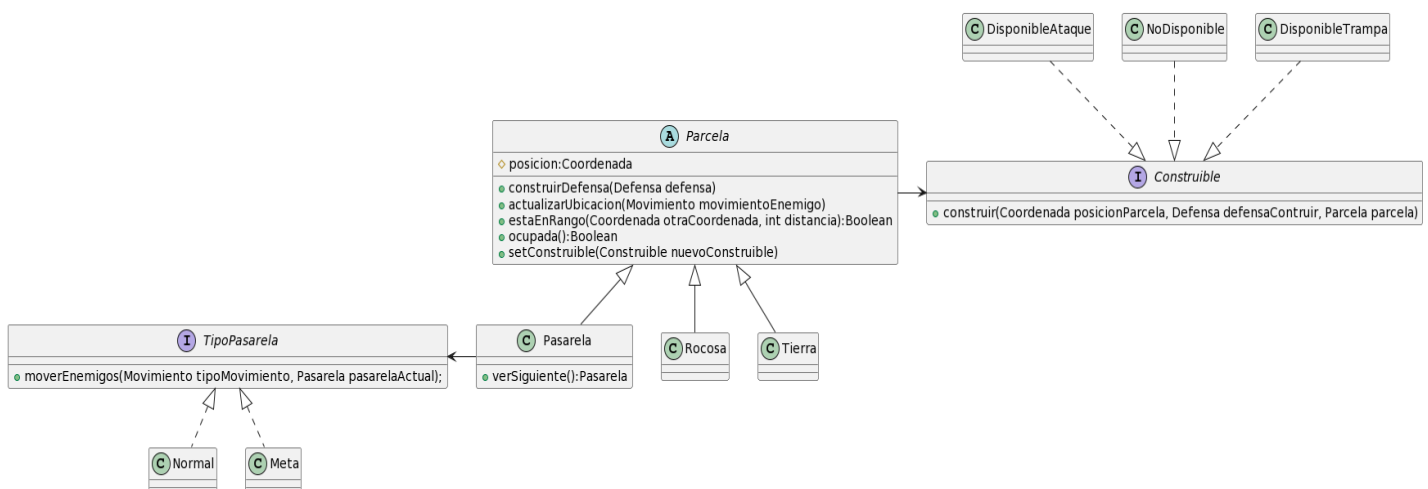 C DisponibleAtaque
C NoDisponible
C DisponibleTrampa
A Parcela
posicion:Coordenada
construirDefensa(Defensa defensa)
actualizarUbicacion(Movimiento movimientoEnemigo)
estaEnRango(Coordenada otraCoordenada, int distancia):Boolean
ocupada():Boolean
setConstruible(Construible nuevoConstruible)
I Construible
construir(Coordenada posicionParcela, Defensa defensaContruir, Parcela parcela)
I TipoPasarela
moverEnemigos(Movimiento tipoMovimiento, Pasarela pasarelaActual);
C Pasarela
verSiguiente():Pasarela
C Rocosa
C Tierra
C Normal
C Meta